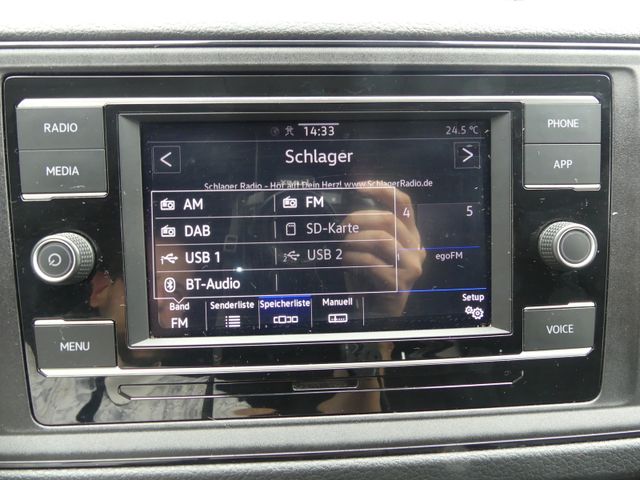 RADIO
MEDIA
MENU
14:33
24.5 °C
Schlager
Schlager Radio - Hör auf Dein Herz! www.SchlagerRadio.de
AM
FM
DAB
SD-Karte
USB 1
USB 2
BT-Audio
4
5
egoFM
Band
FM
Senderliste
Speicherliste
Manuell
Setup
PHONE
APP
VOICE